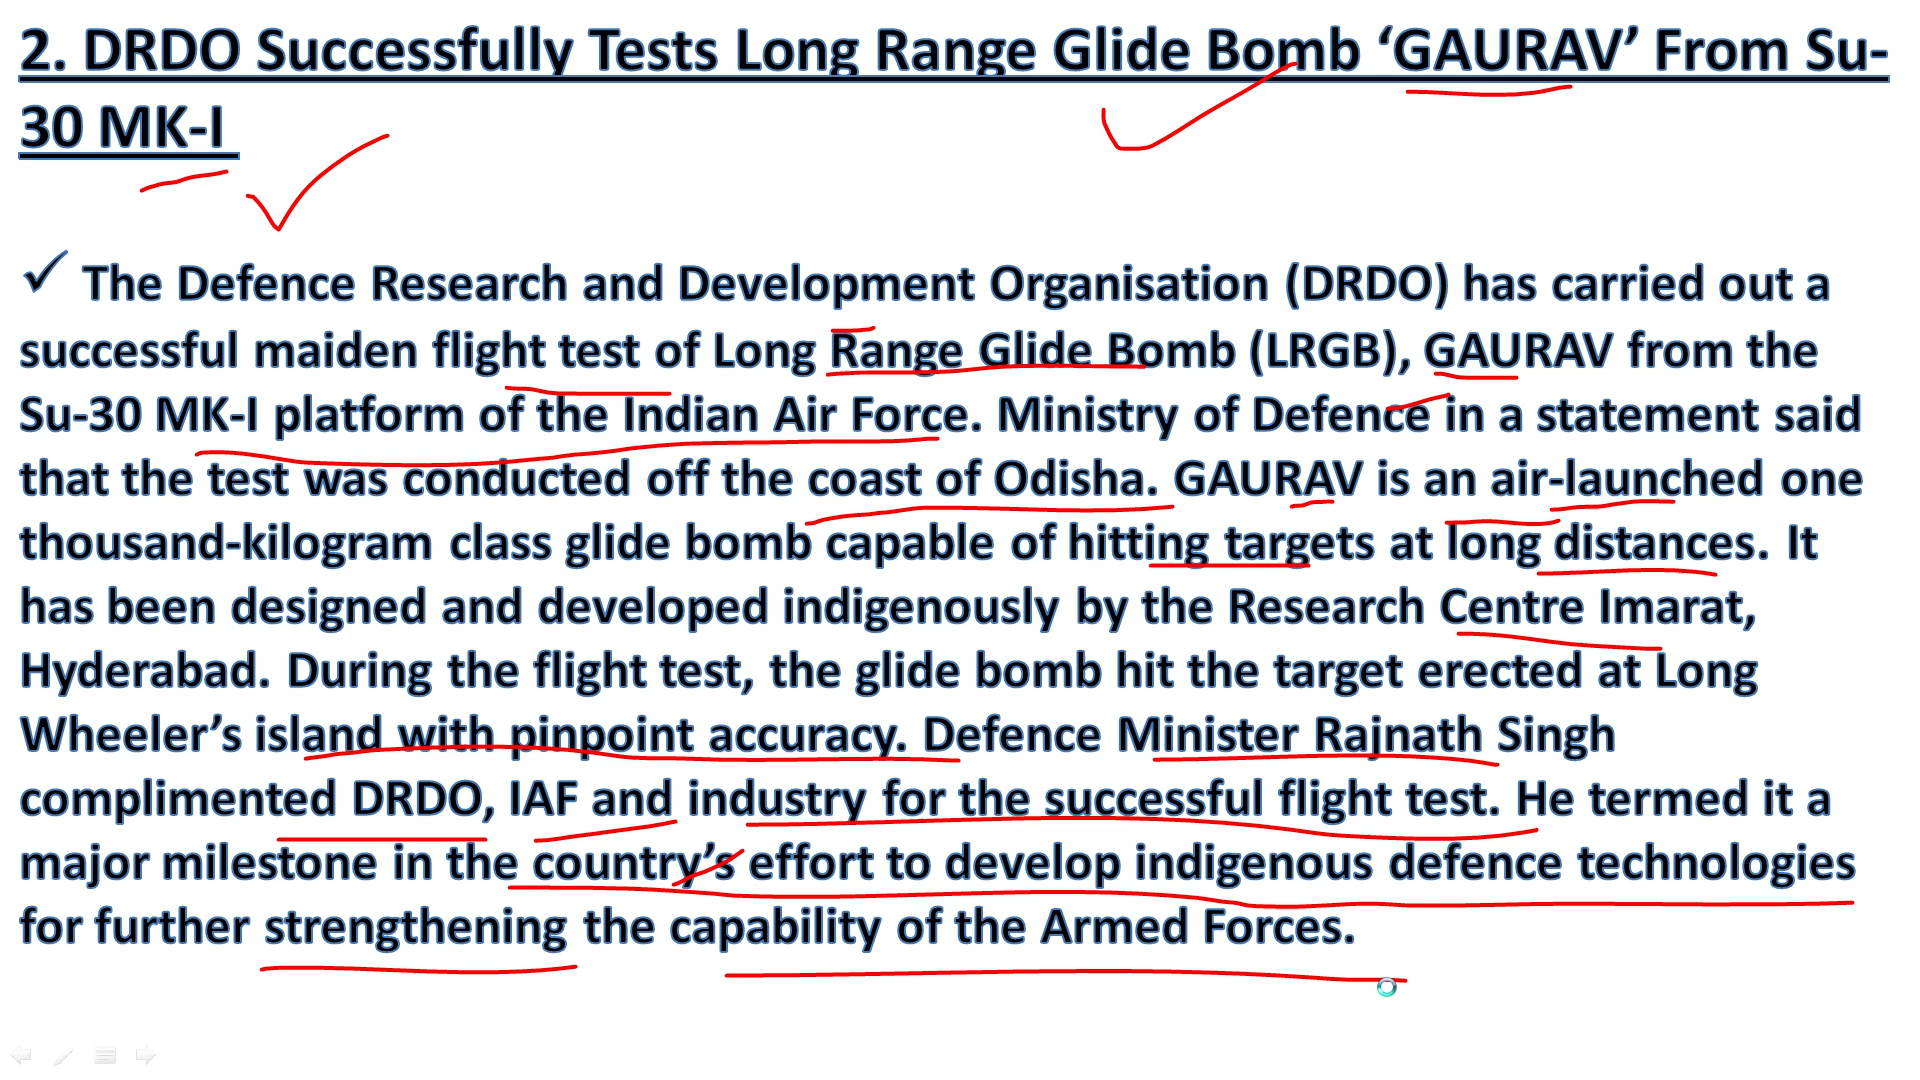 2. DRDO Successfully Tests Long Range Glide Bomb ‘GAURAV’ From Su-
30 MK-I
✓ The Defence Research and Development Organisation (DRDO) has carried out a
successful maiden flight test of Long Range Glide Bomb (LRGB), GAURAV from the
Su-30 MK-I platform of the Indian Air Force. Ministry of Defence in a statement said
that the test was conducted off the coast of Odisha. GAURAV is an air-launched one
thousand-kilogram class glide bomb capable of hitting targets at long distances. It
has been designed and developed indigenously by the Research Centre Imarat,
Hyderabad. During the flight test, the glide bomb hit the target erected at Long
Wheeler’s island with pinpoint accuracy. Defence Minister Rajnath Singh
complimented DRDO, IAF and industry for the successful flight test. He termed it a
major milestone in the country’s effort to develop indigenous defence technologies
for further strengthening the capability of the Armed Forces.